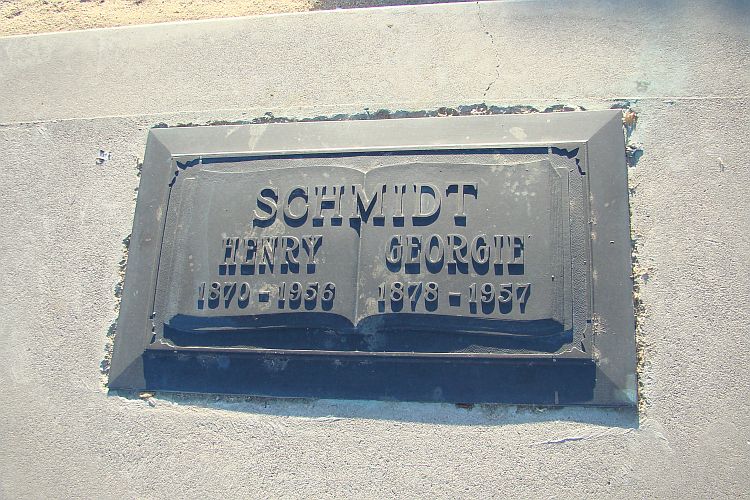 SCHMIDT
HENRY GEORGIE
1870 - 1956 1878 - 1957